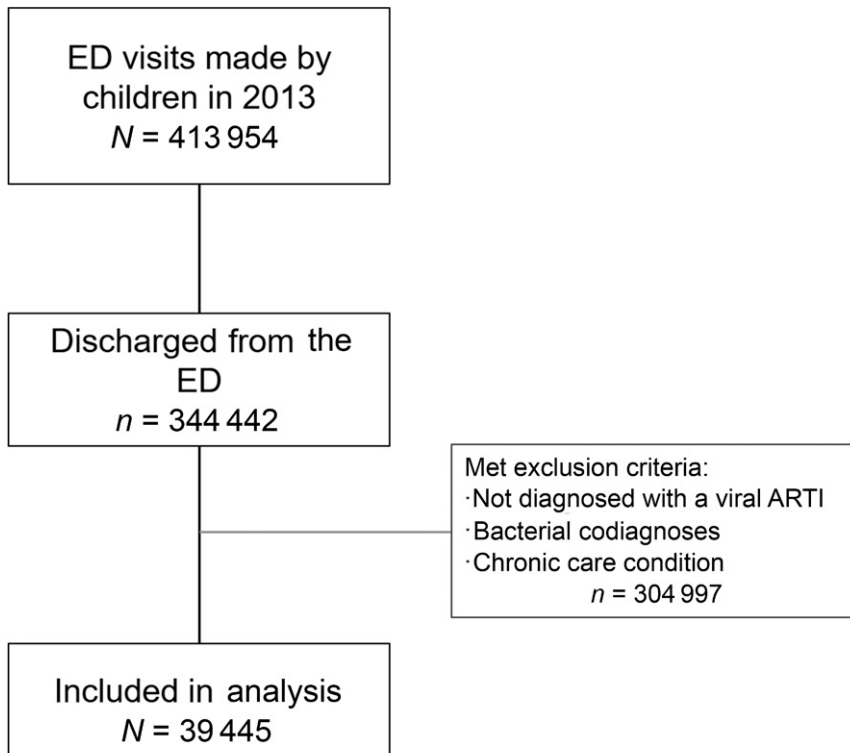 ED visits made by
children in 2013
N = 413 954
Discharged from the
ED
n = 344 442
Met exclusion criteria:
·Not diagnosed with a viral ARTI
·Bacterial codiagnoses
·Chronic care condition
n = 304 997
Included in analysis
N = 39 445